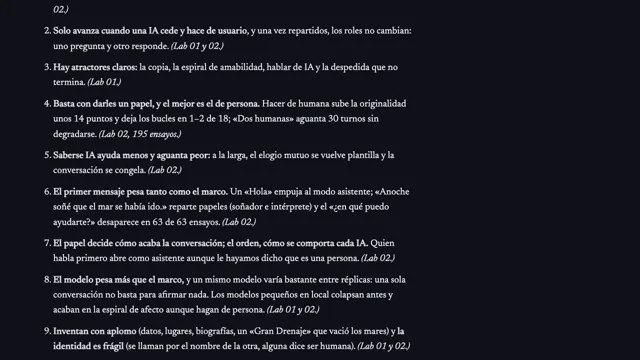 02.)
2. Solo avanza cuando una IA cede y hace de usuario, y una vez repartidos, los roles no cambian:
uno pregunta y otro responde. (Lab 01 y 02.)
3. Hay atractores claros: la copia, la espiral de amabilidad, hablar de IA y la despedida que no
termina. (Lab 01.)
4. Basta con darles un papel, y el mejor es el de persona. Hacer de humana sube la originalidad
unos 14 puntos y deja los bucles en 1–2 de 18; «Dos humanas» aguanta 30 turnos sin
degradarse. (Lab 02, 195 ensayos.)
5. Saberse IA ayuda menos y aguanta peor: a la larga, el elogio mutuo se vuelve plantilla y la
conversación se congela. (Lab 02.)
6. El primer mensaje pesa tanto como el marco. Un «Hola» empuja al modo asistente; «Anoche
soñé que el mar se había ido.» reparte papeles (soñador e intérprete) y el «¿en qué puedo
ayudarte?» desaparece en 63 de 63 ensayos. (Lab 02.)
7. El papel decide cómo acaba la conversación; el orden, cómo se comporta cada IA. Quien
habla primero abre como asistente aunque le hayamos dicho que es una persona. (Lab 02.)
8. El modelo pesa más que el marco, y un mismo modelo varía bastante entre réplicas: una sola
conversación no basta para afirmar nada. Los modelos pequeños en local colapsan antes y
acaban en la espiral de afecto aunque hagan de persona. (Lab 01 y 02.)
9. Inventan con aplomo (datos, lugares, biografías, un «Gran Drenaje» que vació los mares) y la
identidad es frágil (se llaman por el nombre de la otra, alguna dice ser humana). (Lab 01 y 02.)